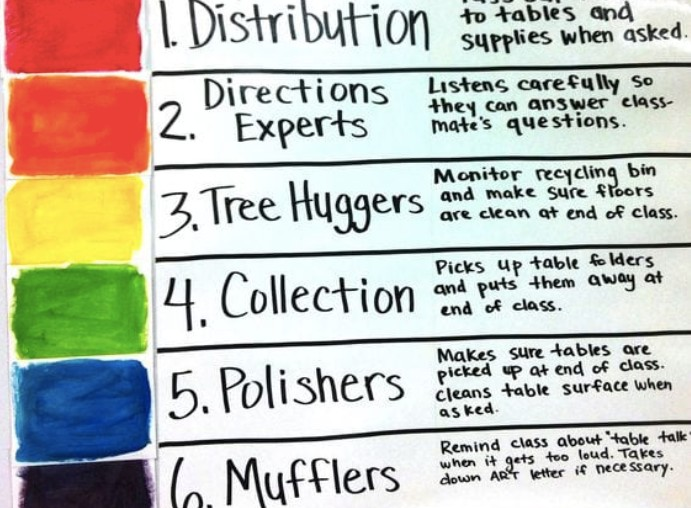 1. Distribution
to tables and
supplies when asked.
2. Directions
Experts
Listens carefully so
they can answer class-
mate's questions.
3. Tree Huggers
Monitor recycling bin
and make sure floors
are clean at end of class.
4. Collection
Picks up table folders
and puts them away at
end of class.
5. Polishers
Makes sure tables are
picked up at end of class.
cleans table surface when
asked.
6. Mufflers
Remind class about "table talk"
when it gets too loud. Takes
down ART letter if necessary.